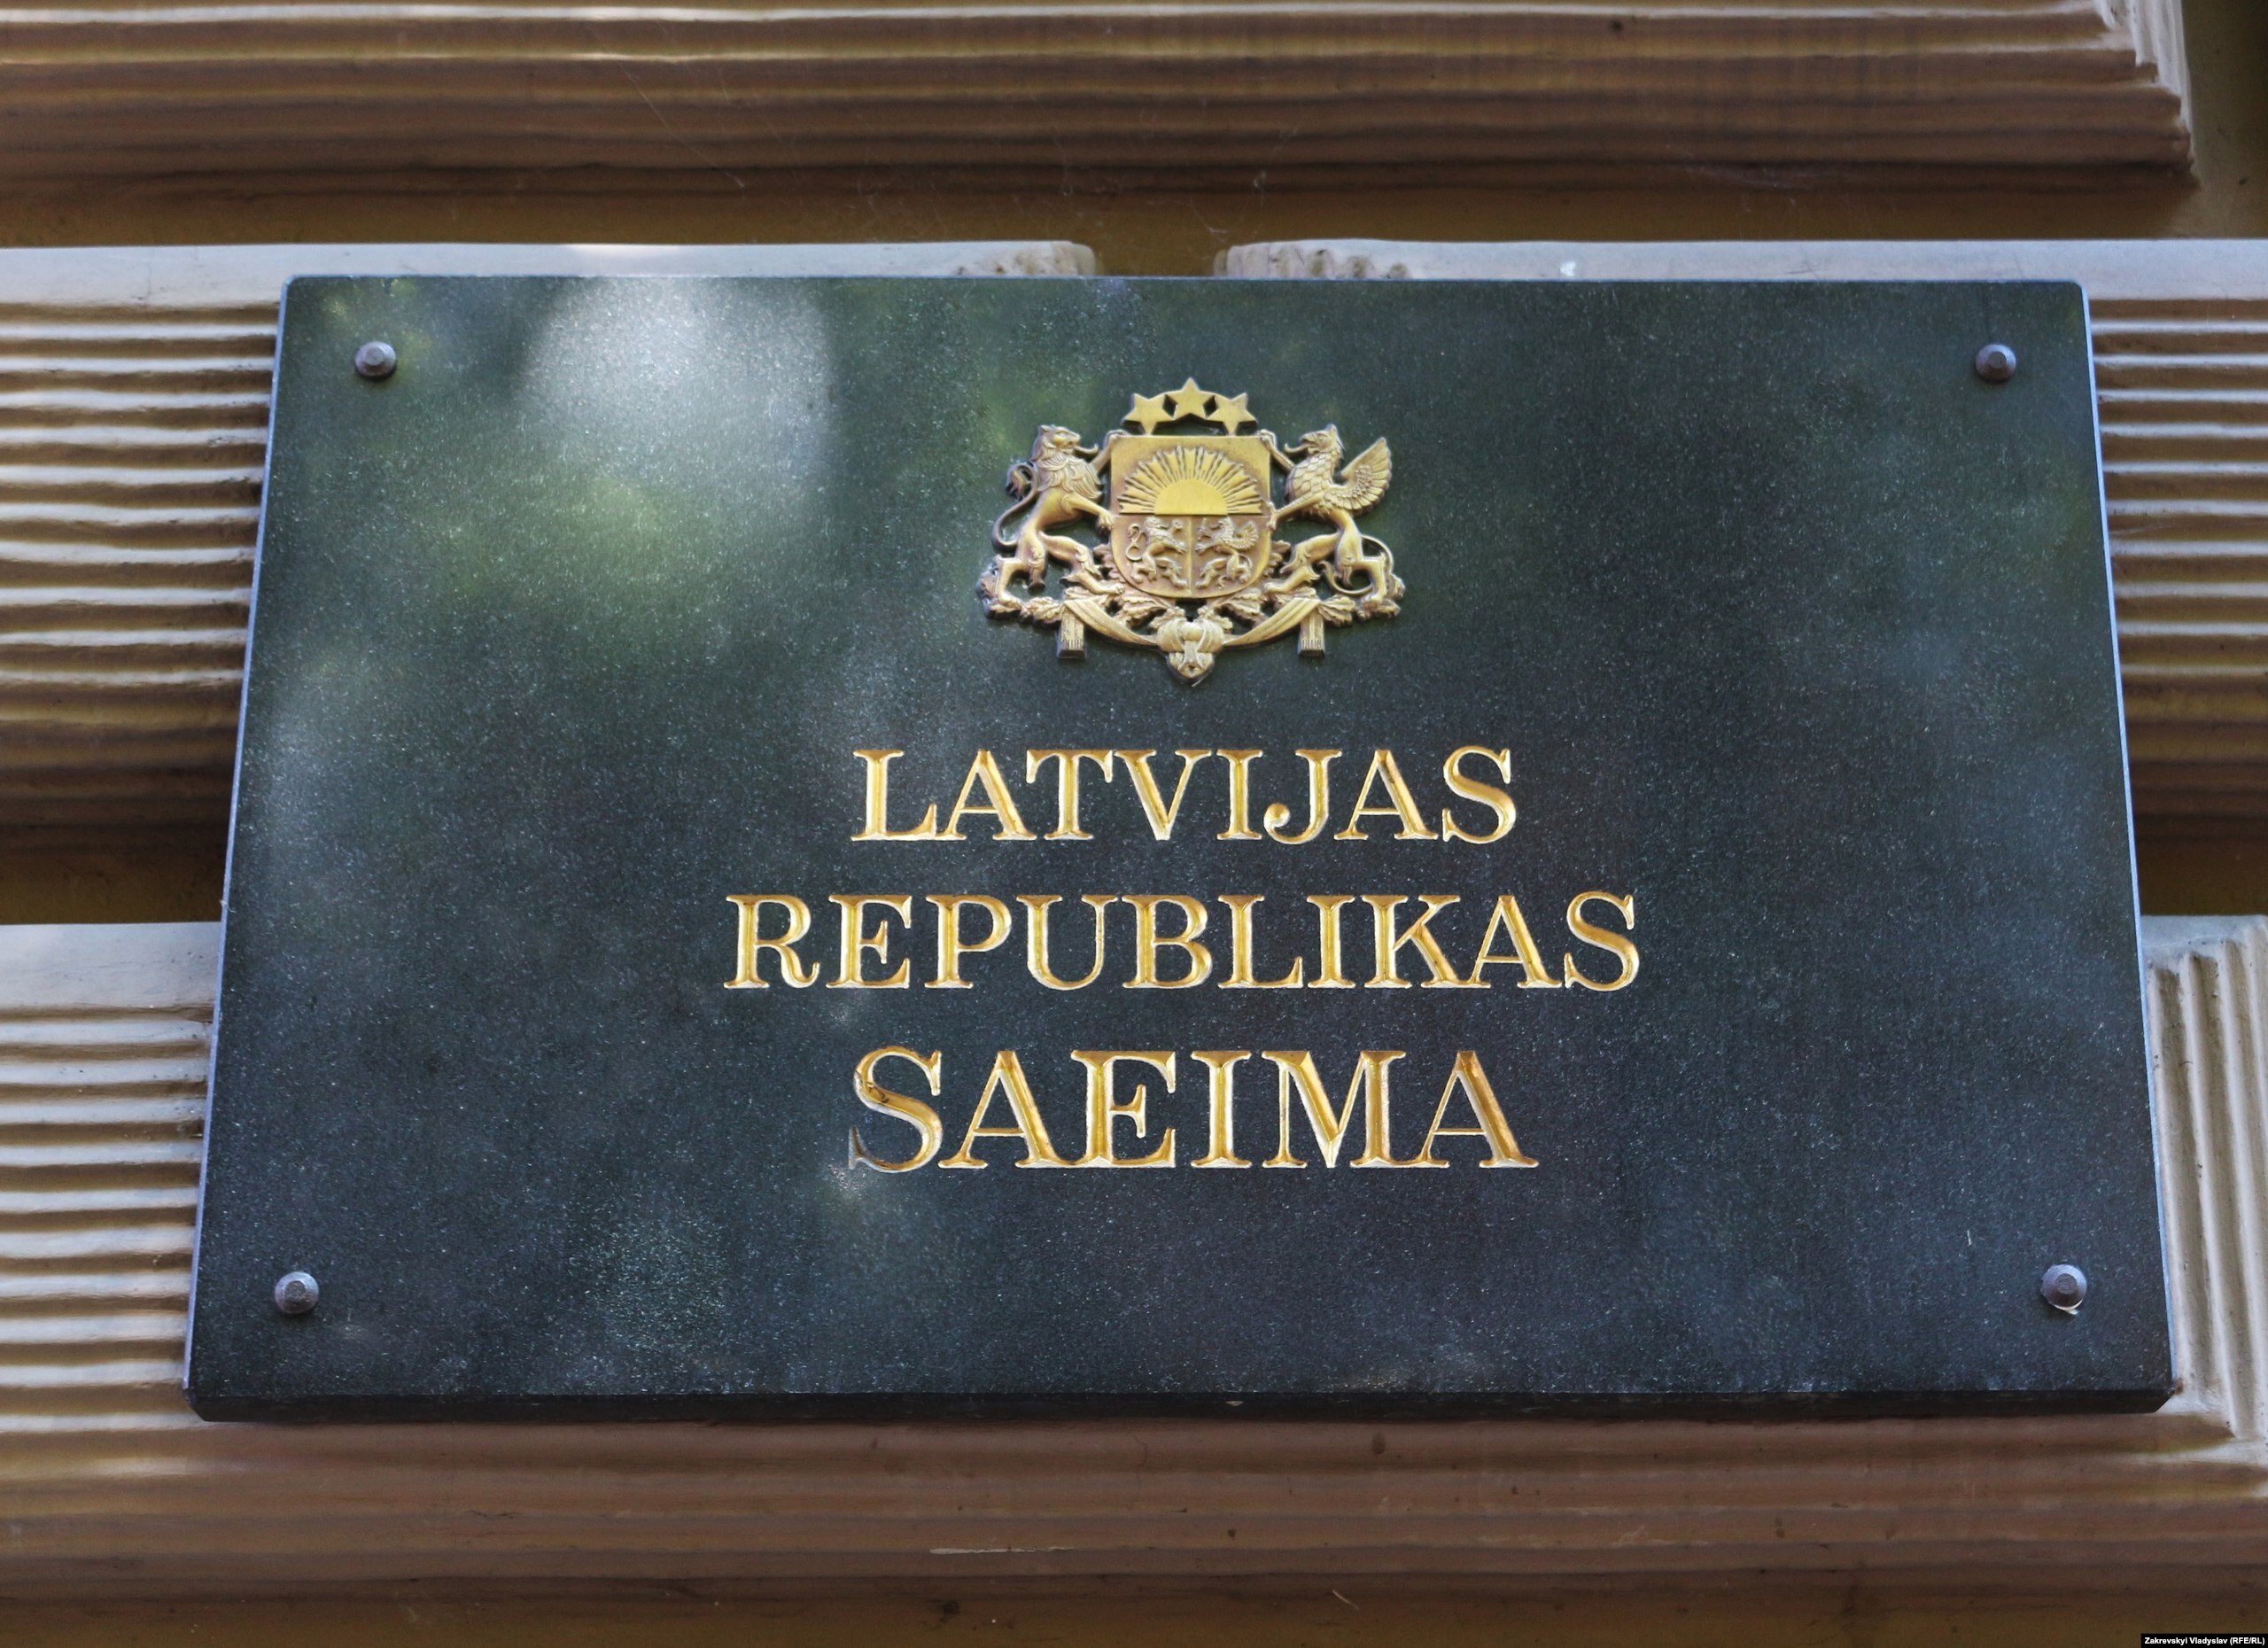 LATVIJAS
REPUBLIKAS
SAEIMA
Zakrevskyi Vladyslav (RFE/RL)